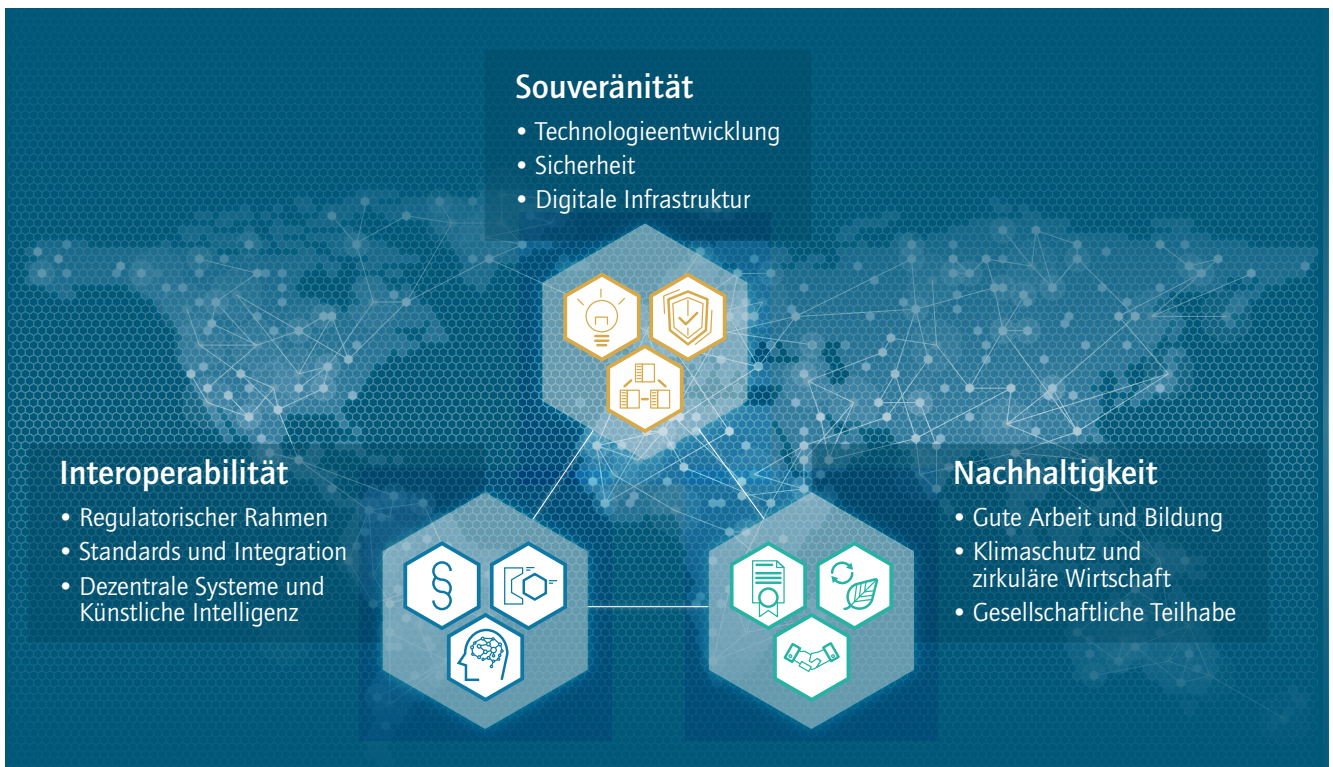 Souveränität
• Technologieentwicklung
• Sicherheit
• Digitale Infrastruktur
Interoperabilität
• Regulatorischer Rahmen
• Standards und Integration
• Dezentrale Systeme und
Künstliche Intelligenz
Nachhaltigkeit
• Gute Arbeit und Bildung
• Klimaschutz und
zirkuläre Wirtschaft
• Gesellschaftliche Teilhabe